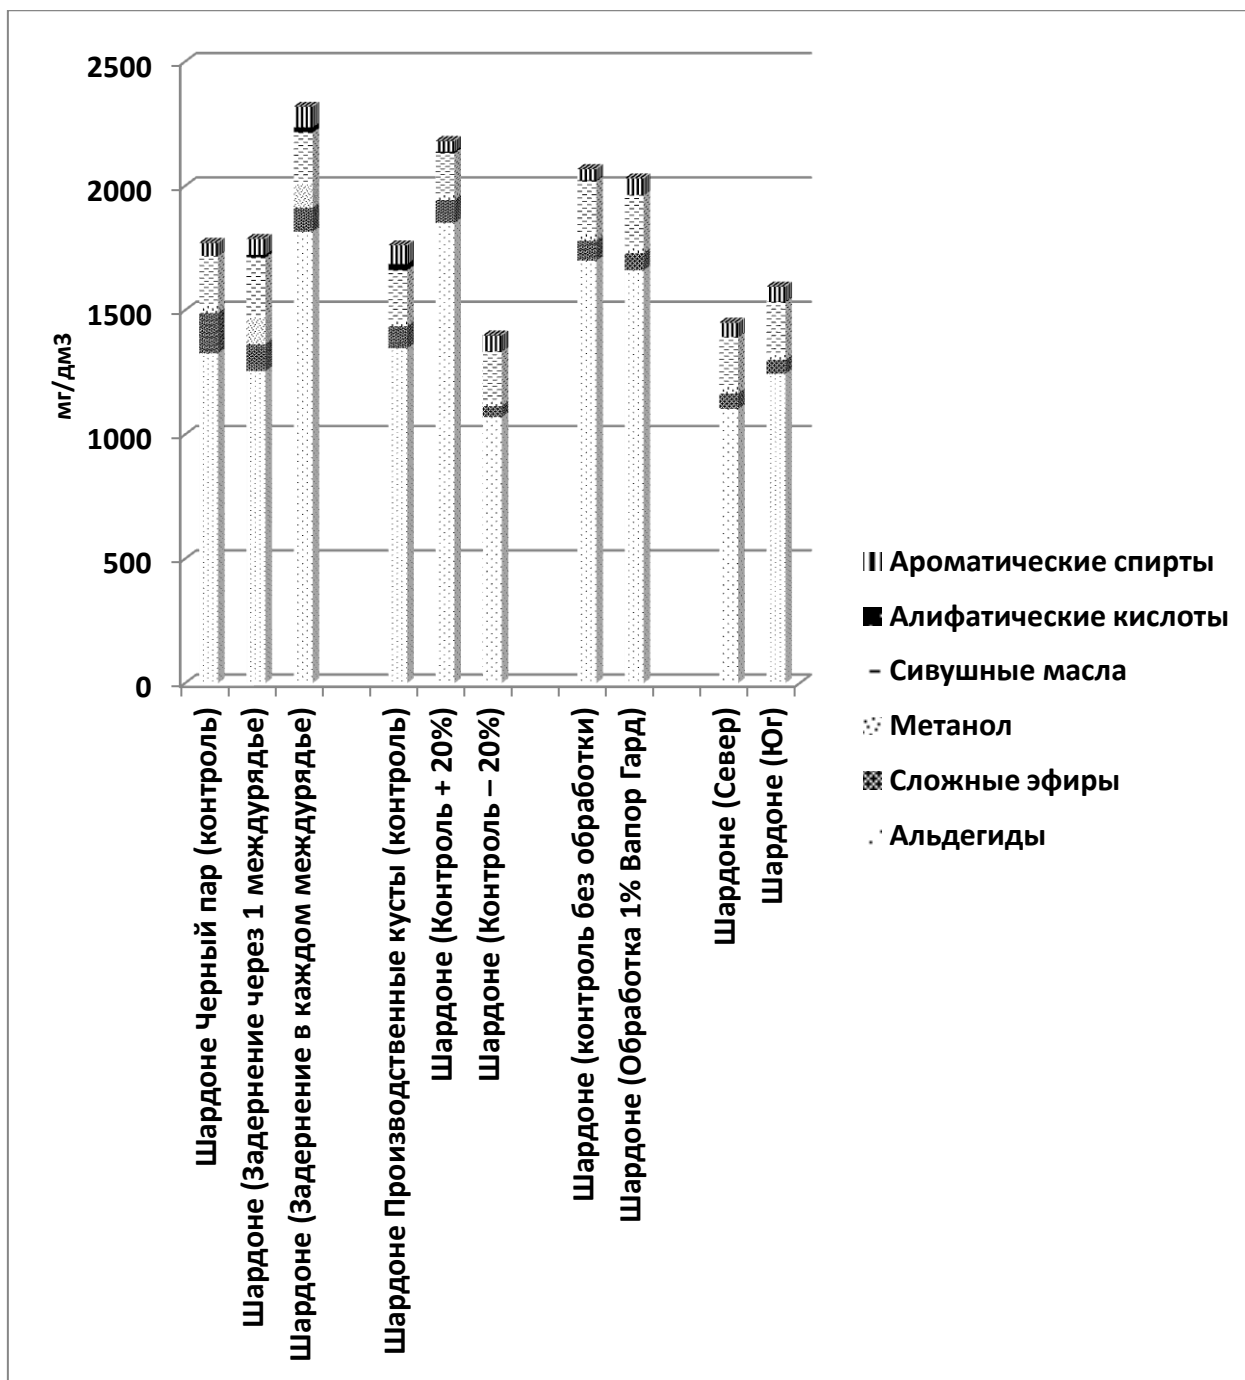 2500
2000
1500
1000
500
0
мг/дм3
Шардоне Черный пар (контроль)
Шардоне (Задернение через 1 междурядье)
Шардоне (Задернение в каждом междурядье)
Шардоне Производственные кусты (контроль)
Шардоне (Контроль + 20%)
Шардоне (Контроль – 20%)
Шардоне (контроль без обработки)
Шардоне (Обработка 1% Вапор Гард)
Шардоне (Север)
Шардоне (Юг)
Ароматические спирты
Алифатические кислоты
Сивушные масла
Метанол
Сложные эфиры
Альдегиды